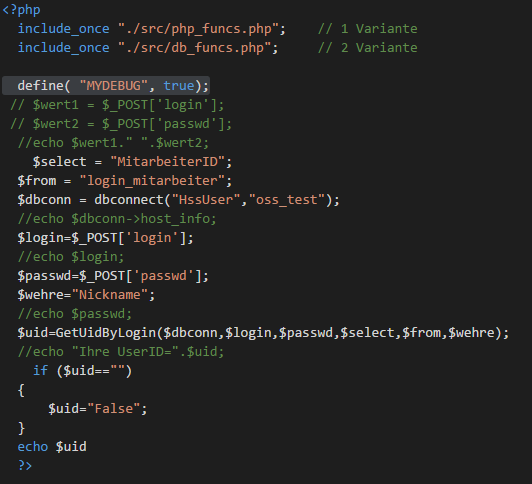 <?php
include_once "./src/php_funcs.php";    // 1 Variante
include_once "./src/db_funcs.php";     // 2 Variante
define( "MYDEBUG", true);
// $wert1 = $_POST['login'];
// $wert2 = $_POST['passwd'];
//echo $wert1." ".$wert2;
$select = "MitarbeiterID";
$from = "login_mitarbeiter";
$dbconn = dbconnect("HssUser","oss_test");
//echo $dbconn->host_info;
$login=$_POST['login'];
//echo $login;
$passwd=$_POST['passwd'];
$wehre="Nickname";
//echo $passwd;
$uid=GetUidByLogin($dbconn,$login,$passwd,$select,$from,$wehre);
//echo "Ihre UserID=".$uid;
if ($uid=="")
{
$uid="False";
}
echo $uid
?>